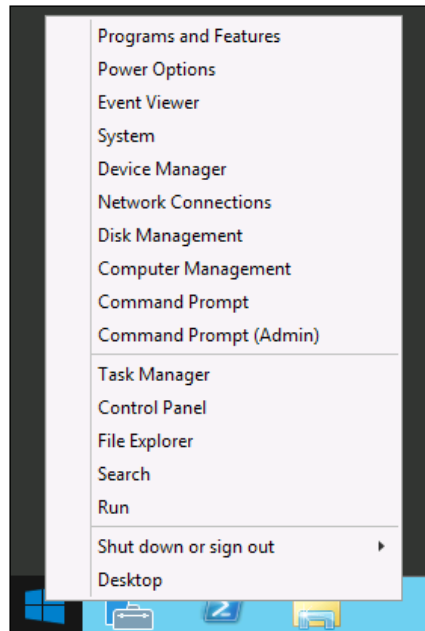 Programs and Features
Power Options
Event Viewer
System
Device Manager
Network Connections
Disk Management
Computer Management
Command Prompt
Command Prompt (Admin)
Task Manager
Control Panel
File Explorer
Search
Run
Shut down or sign out
Desktop